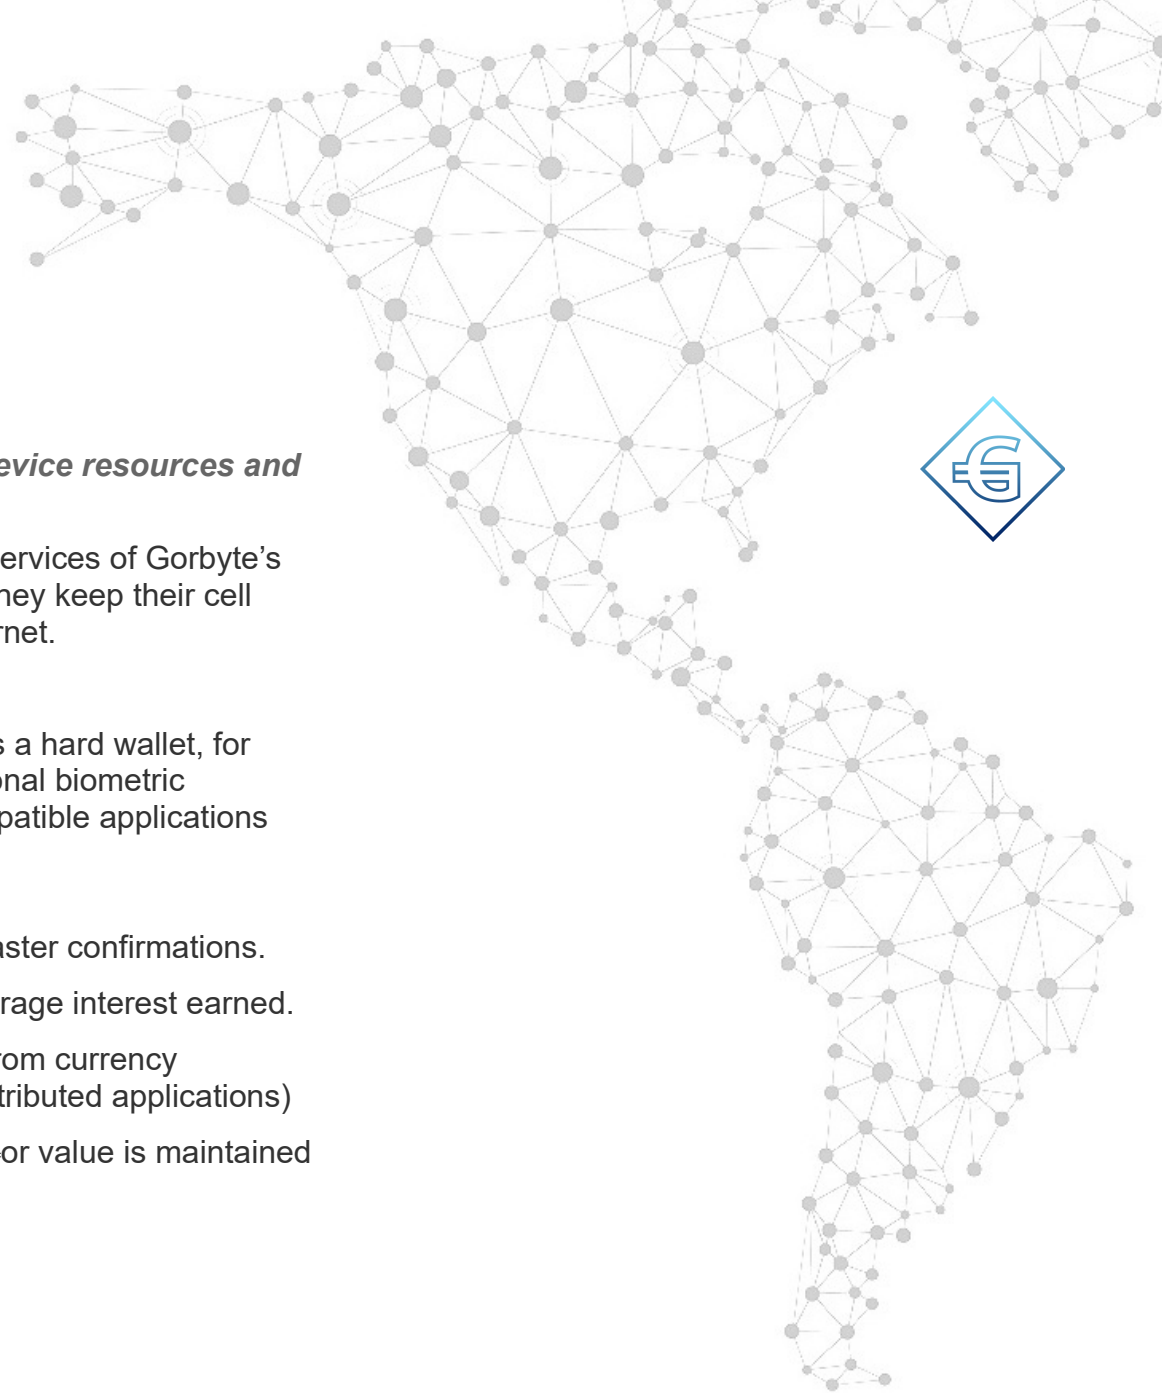 evice resources and
ervices of Gorbyte’s
hey keep their cell
rnet.
s a hard wallet, for
onal biometric
patible applications
aster confirmations.
rage interest earned.
rom currency
tributed applications)
or value is maintained